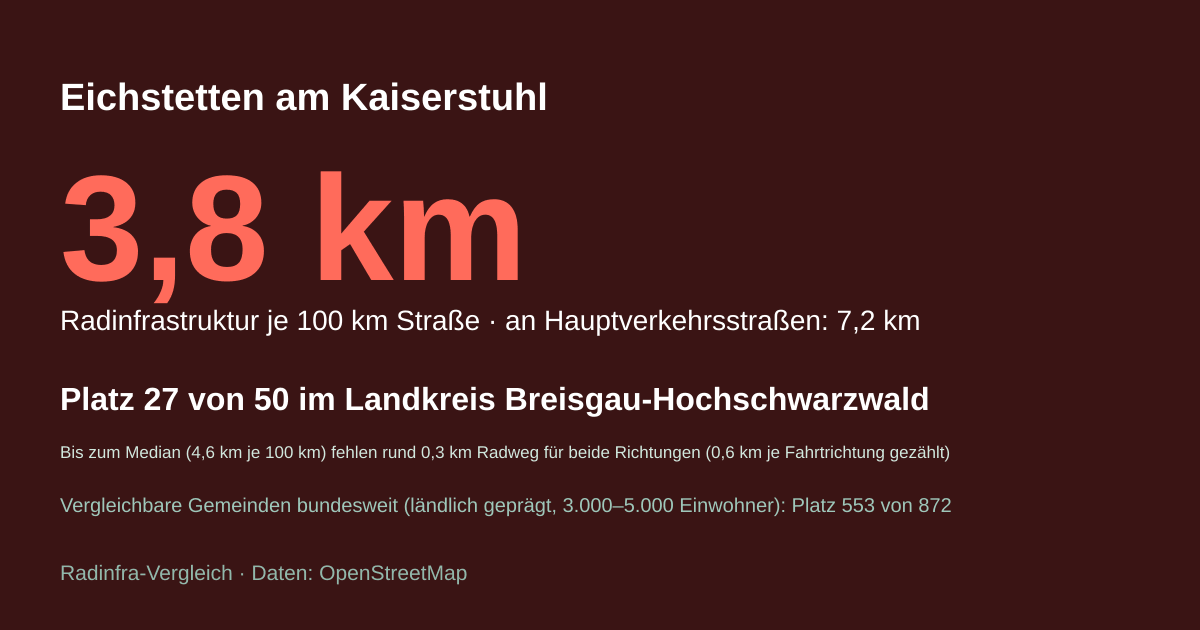 Eichstetten am Kaiserstuhl
3,8 km
Radinfrastruktur je 100 km Straße · an Hauptverkehrsstraßen: 7,2 km
Platz 27 von 50 im Landkreis Breisgau-Hochschwarzwald
Bis zum Median (4,6 km je 100 km) fehlen rund 0,3 km Radweg für beide Richtungen (0,6 km je Fahrtrichtung gezählt)
Vergleichbare Gemeinden bundesweit (ländlich geprägt, 3.000–5.000 Einwohner): Platz 553 von 872
Radinfra-Vergleich · Daten: OpenStreetMap